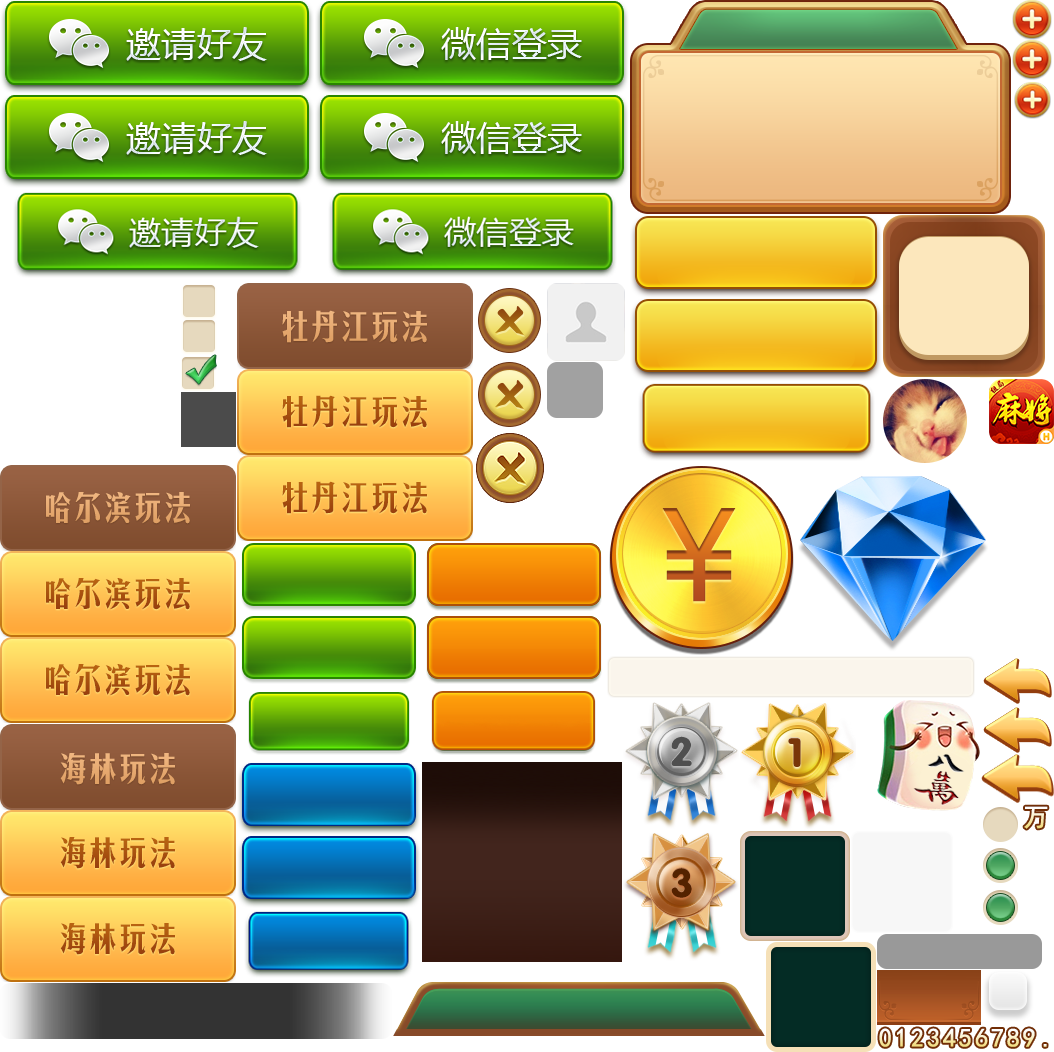 邀请好友
微信登录
邀请好友
微信登录
邀请好友
微信登录
牡丹江玩法
牡丹江玩法
牡丹江玩法
麻将
H
哈尔滨玩法
哈尔滨玩法
哈尔滨玩法
¥
海林玩法
海林玩法
海林玩法
2
1
八萬
万
3
0123456789.